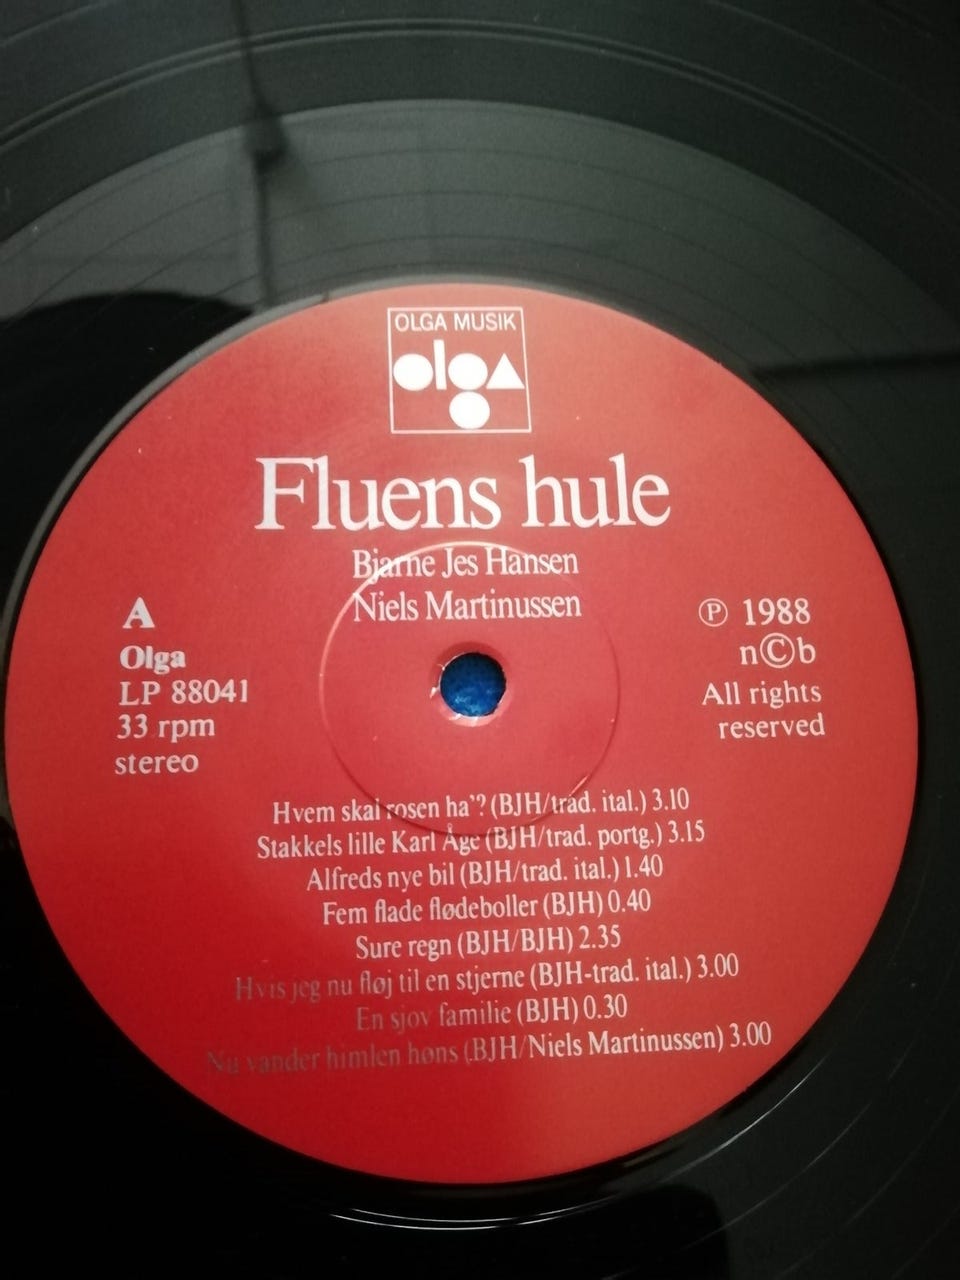 OLGA MUSIK
olga
Fluens hule
Bjarne Jes Hansen
Niels Martinussen
A
Olga
LP 88041
33 rpm
stereo
Ⓟ 1988
n©b
All rights
reserved
Hvem skal rosen ha'? (BJH/trad. ital.) 3.10
Stakkels lille Karl Åge (BJH/trad. portg.) 3.15
Alfreds nye bil (BJH/trad. ital.) 1.40
Fem flade flødeboller (BJH) 0.40
Sure regn (BJH/BJH) 2.35
Hvis jeg nu fløj til en stjerne (BJH-trad. ital.) 3.00
En sjov familie (BJH) 0.30
Nu vander himlen høns (BJH/Niels Martinussen) 3.00